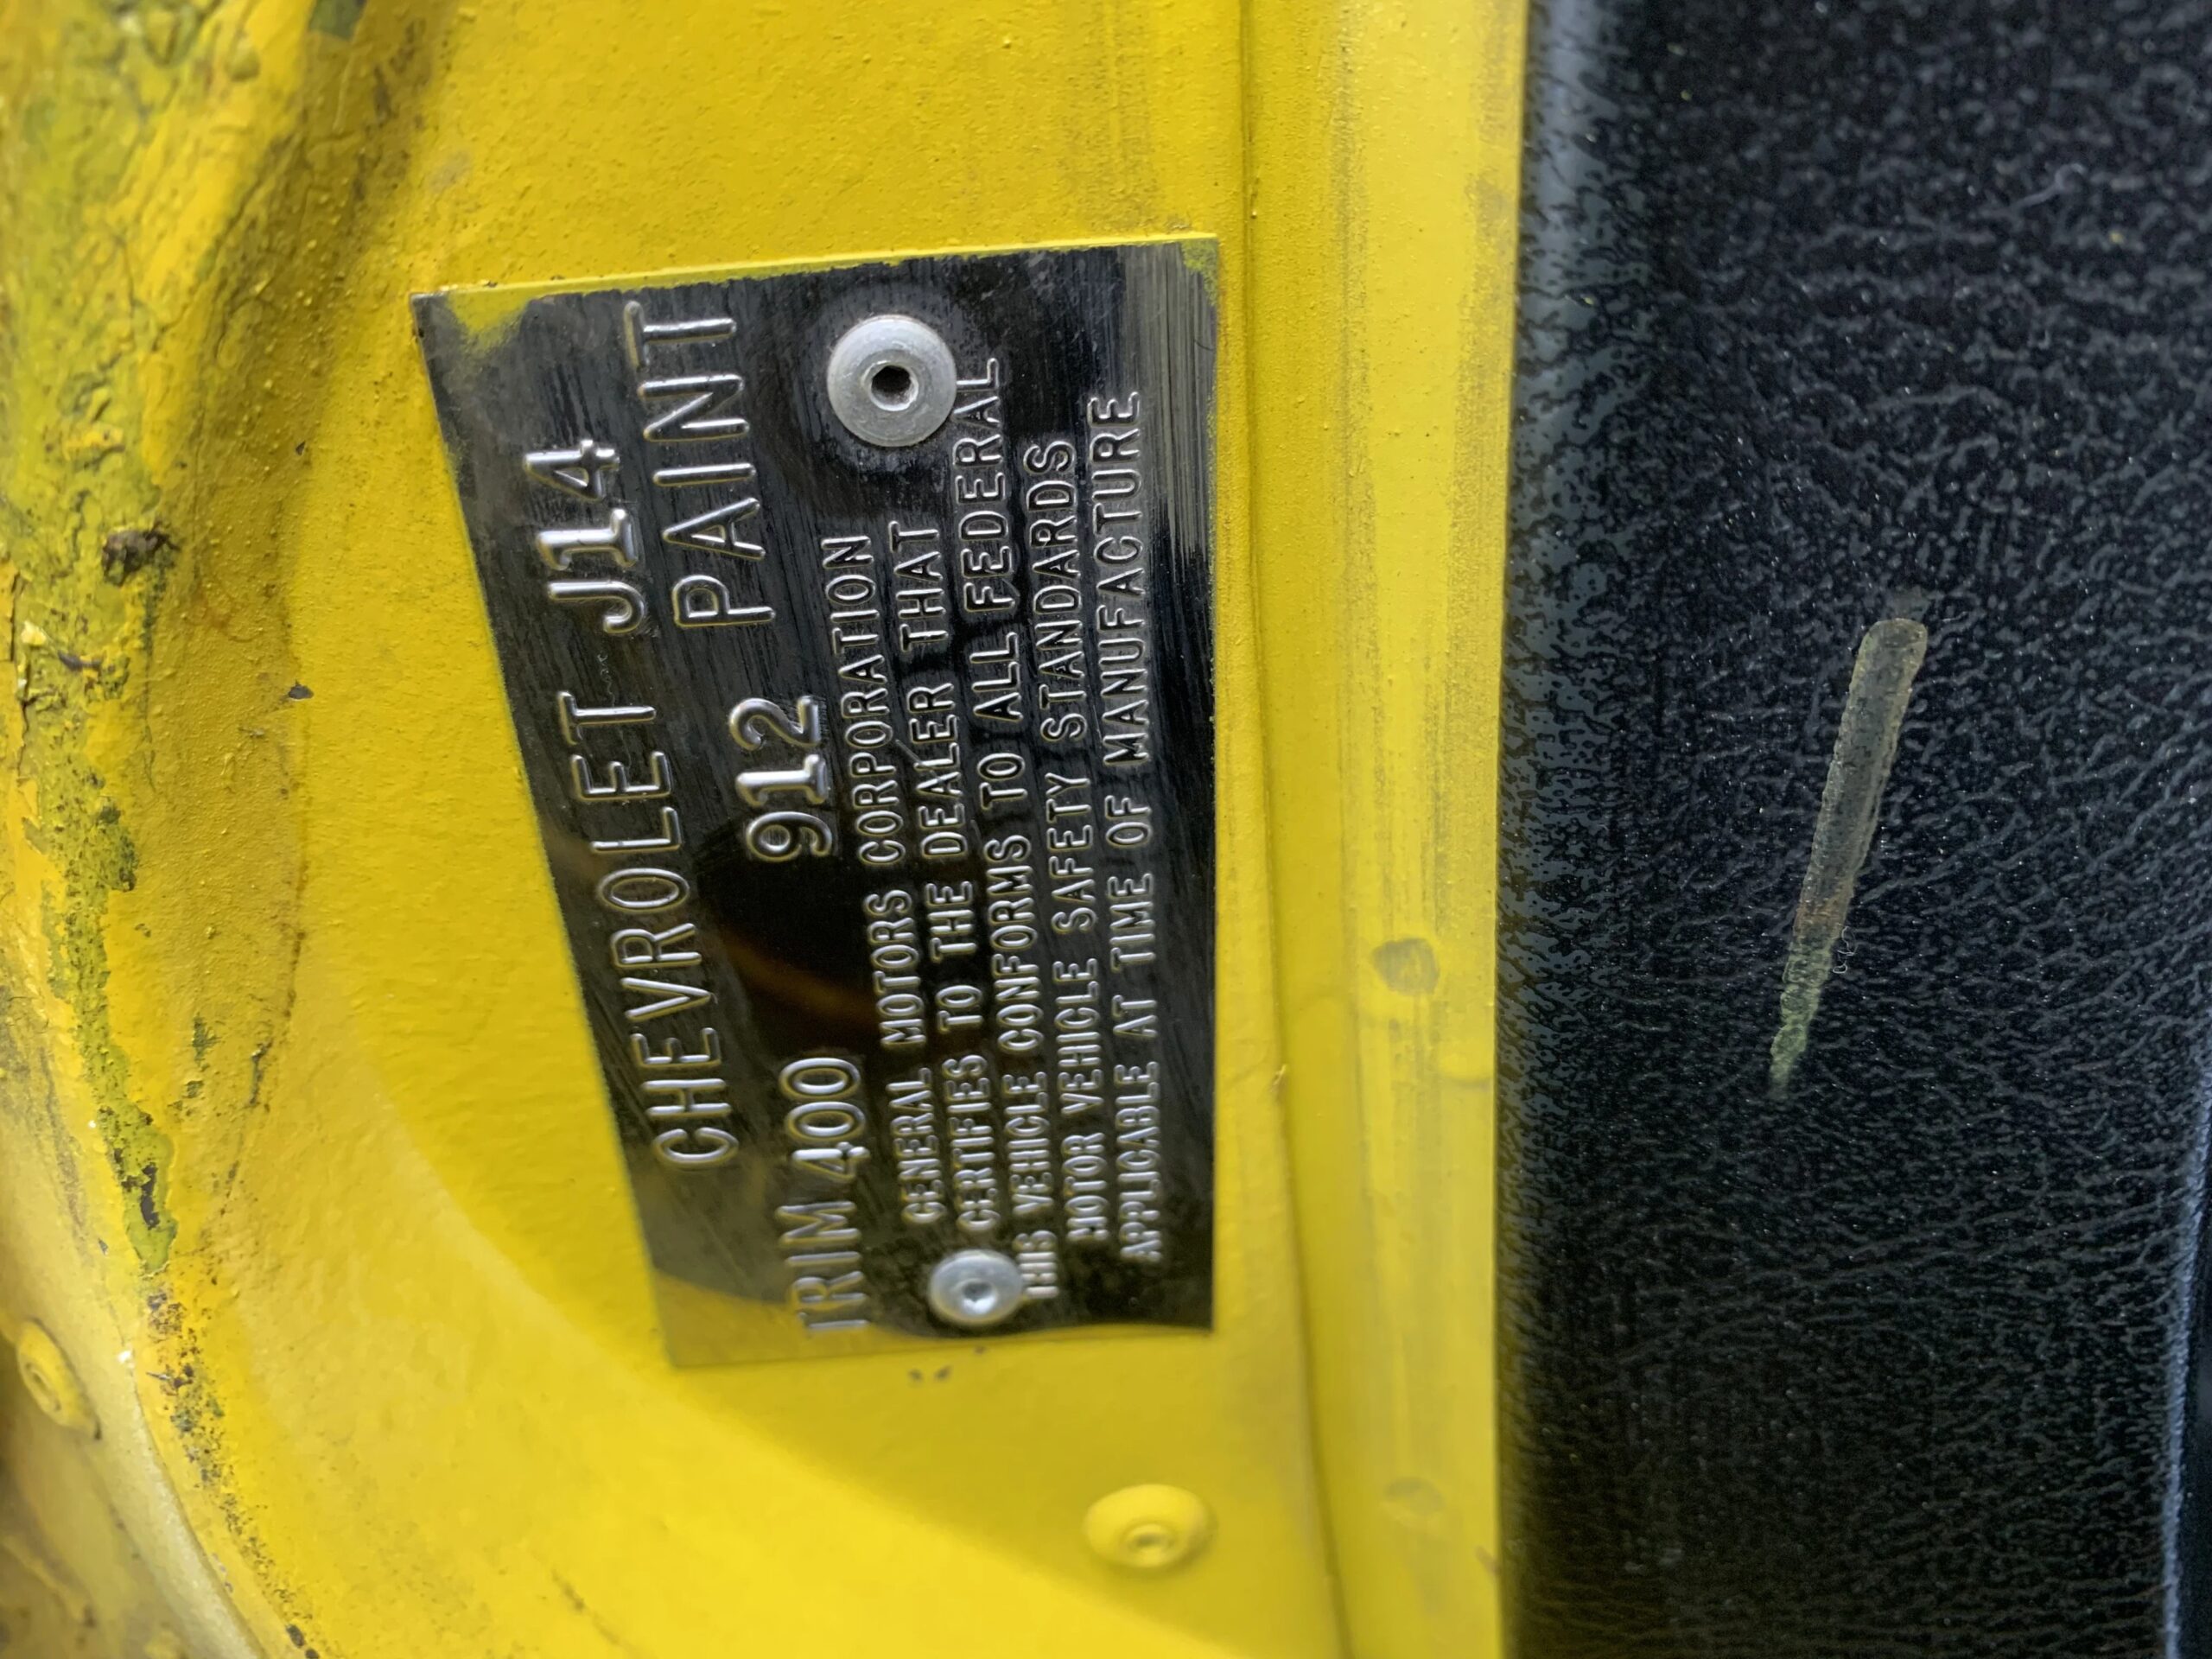 CHEVROLET J14
PAINT
TRIM 400 912
GENERAL MOTORS CORPORATION
CERTIFIES TO THE DEALER THAT
THIS VEHICLE CONFORMS TO ALL FEDERAL
MOTOR VEHICLE SAFETY STANDARDS
APPLICABLE AT TIME OF MANUFACTURE